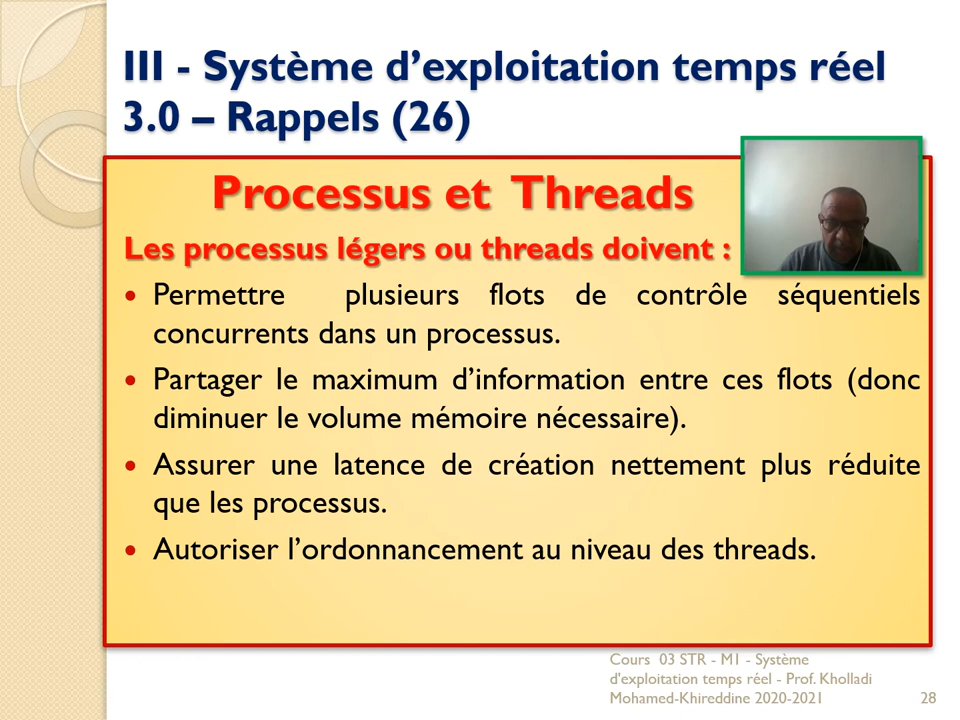 III - Système d’exploitation temps réel
3.0 – Rappels (26)
Processus et Threads
Les processus légers ou threads doivent :
• Permettre plusieurs flots de contrôle séquentiels
concurrents dans un processus.
• Partager le maximum d’information entre ces flots (donc
diminuer le volume mémoire nécessaire).
• Assurer une latence de création nettement plus réduite
que les processus.
• Autoriser l’ordonnancement au niveau des threads.
Cours 03 STR - M1 - Système
d'exploitation temps réel - Prof. Kholladi
Mohamed-Khireddine 2020-2021
28